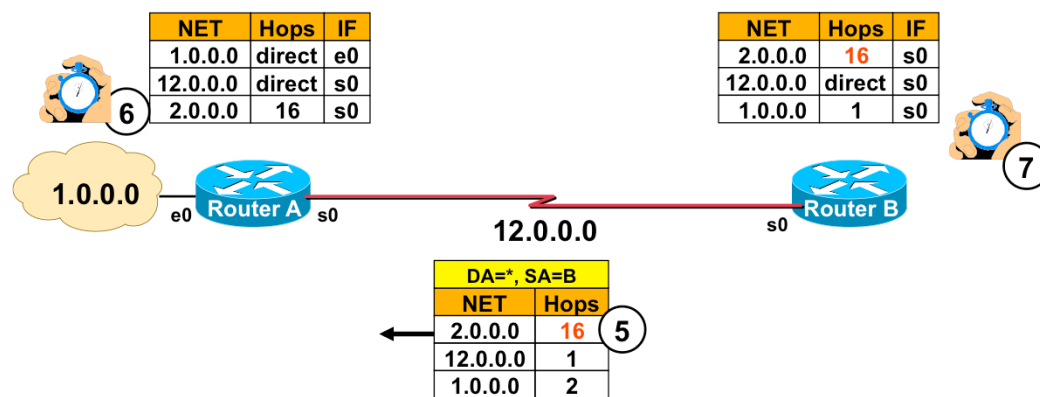 NET Hops IF
1.0.0.0 direct e0
12.0.0.0 direct s0
2.0.0.0 16 s0
6
NET Hops IF
2.0.0.0 16 s0
12.0.0.0 direct s0
1.0.0.0 1 s0
7
1.0.0.0
e0
Router A
s0
12.0.0.0
s0
Router B
DA=*, SA=B
NET Hops
2.0.0.0 16
5
12.0.0.0 1
1.0.0.0 2